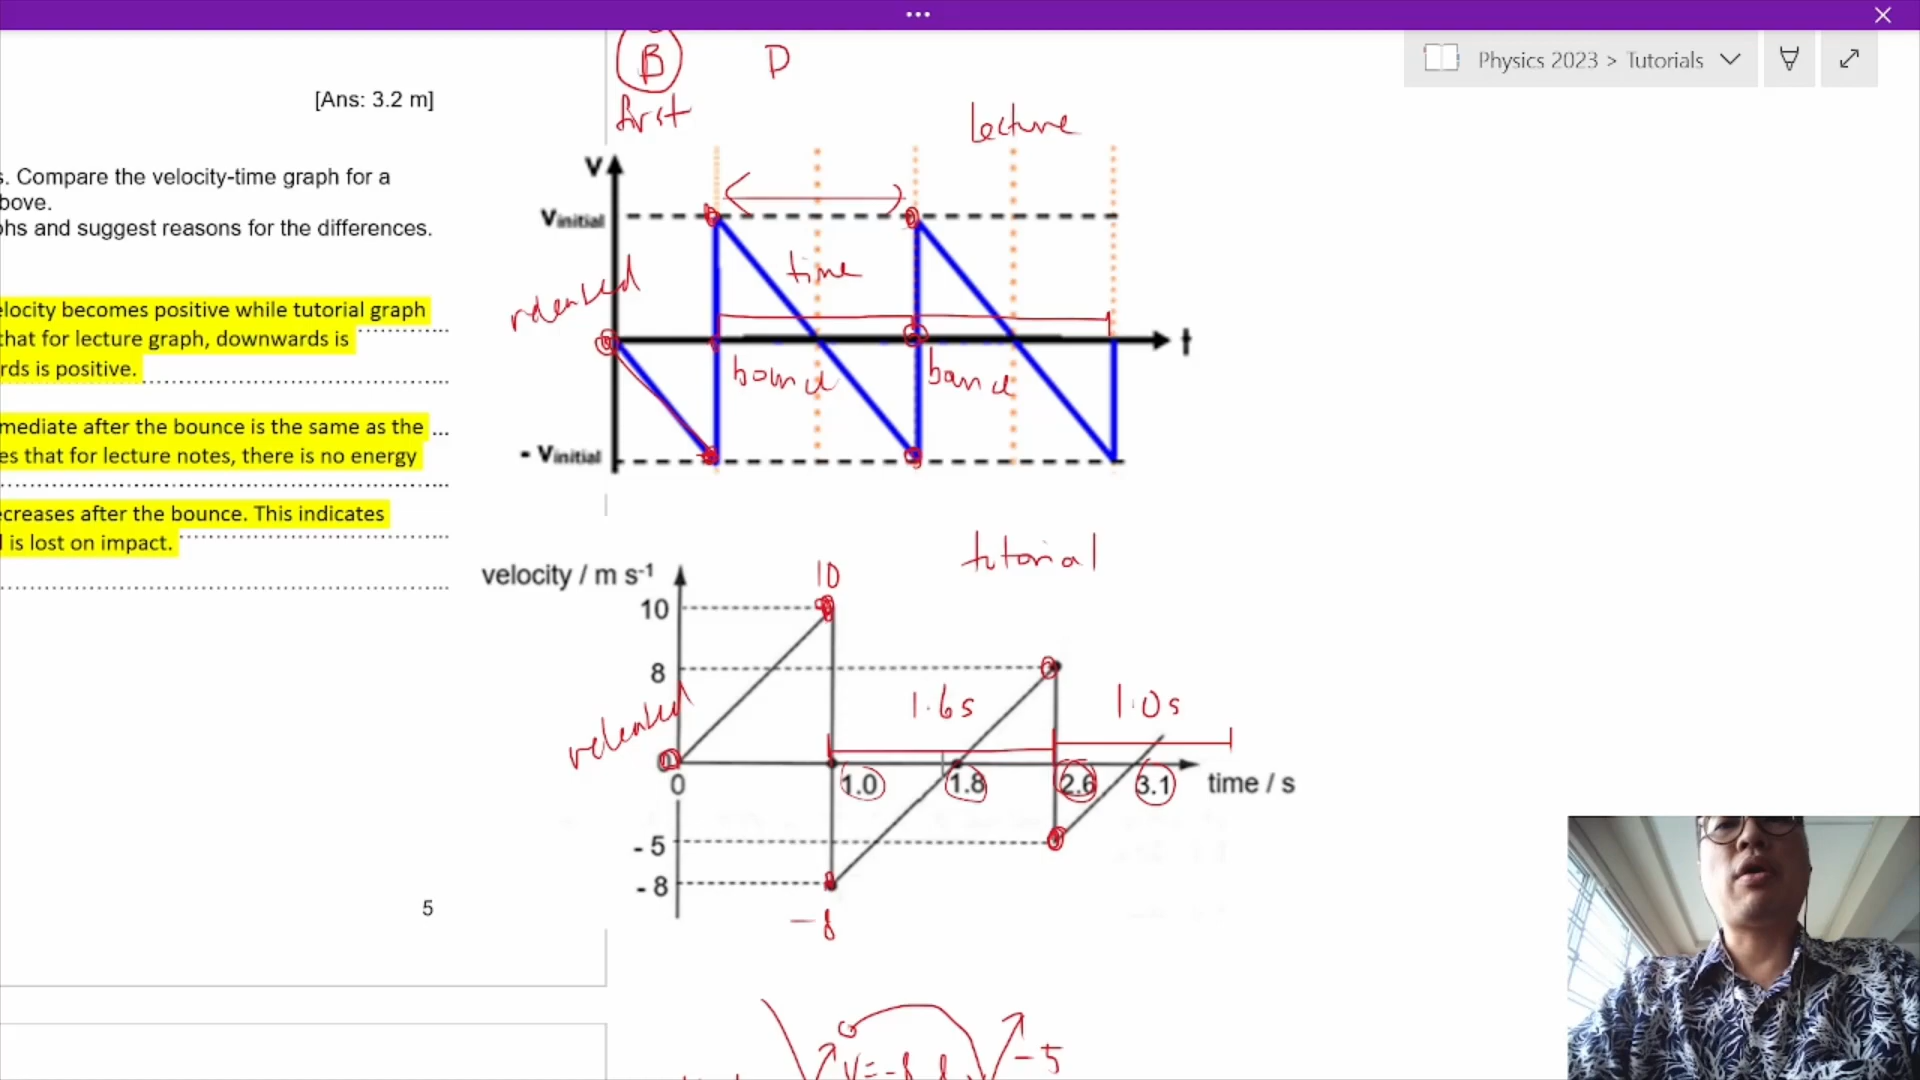 ...
Physics 2023 > Tutorials
B D
first
[Ans: 3.2 m]
lecture
s. Compare the velocity-time graph for a
bove.
phs and suggest reasons for the differences.
elocity becomes positive while tutorial graph
that for lecture graph, downwards is
rds is positive.
mmediate after the bounce is the same as the
es that for lecture notes, there is no energy
ecreases after the bounce. This indicates
is lost on impact.
5
v
Vinitial
time
released
t
bounce bounce
- Vinitial
tutorial
velocity / m s-1
10
10
8
1.6s
1.0s
released
0 1.0 1.8 2.6 3.1 time / s
- 5
- 8
-8
-5